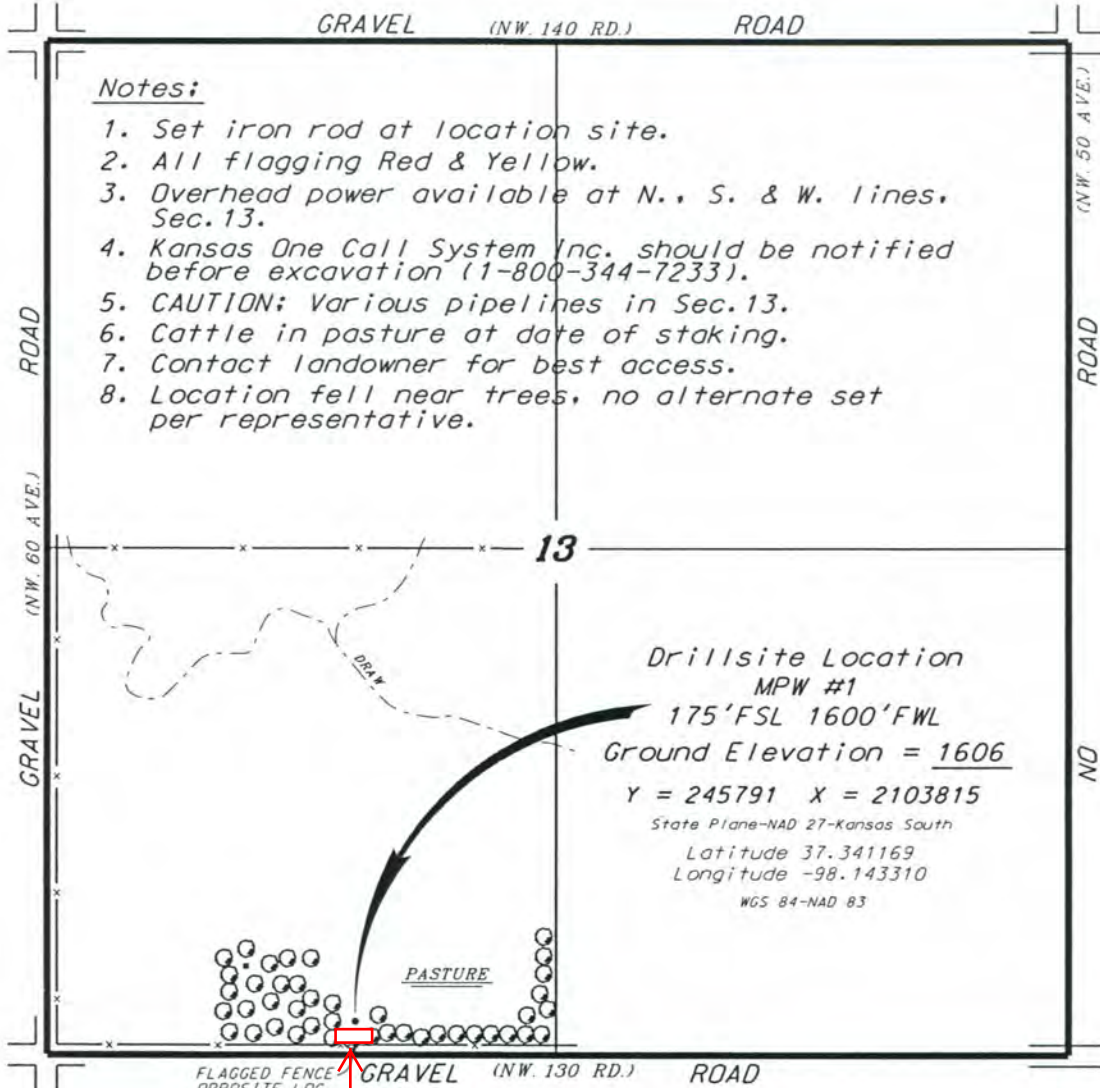 GRAVEL (NW. 140 RD.) ROAD
Notes:
1. Set iron rod at location site.
2. All flagging Red & Yellow.
3. Overhead power available at N., S. & W. lines,
Sec.13.
4. Kansas One Call System Inc. should be notified
before excavation (1-800-344-7233).
5. CAUTION: Various pipelines in Sec.13.
6. Cattle in pasture at date of staking.
7. Contact landowner for best access.
8. Location fell near trees, no alternate set
per representative.
GRAVEL (NW. 60 AVE.) ROAD
NO ROAD (NW. 50 AVE.)
13
DRAW
Drillsite Location
MPW #1
175'FSL 1600'FWL
Ground Elevation = 1606
Y = 245791 X = 2103815
State Plane-NAD 27-Kansas South
Latitude 37.341169
Longitude -98.143310
WGS 84-NAD 83
PASTURE
FLAGGED FENCE
OPPOSITE LOC.
GRAVEL (NW. 130 RD.) ROAD